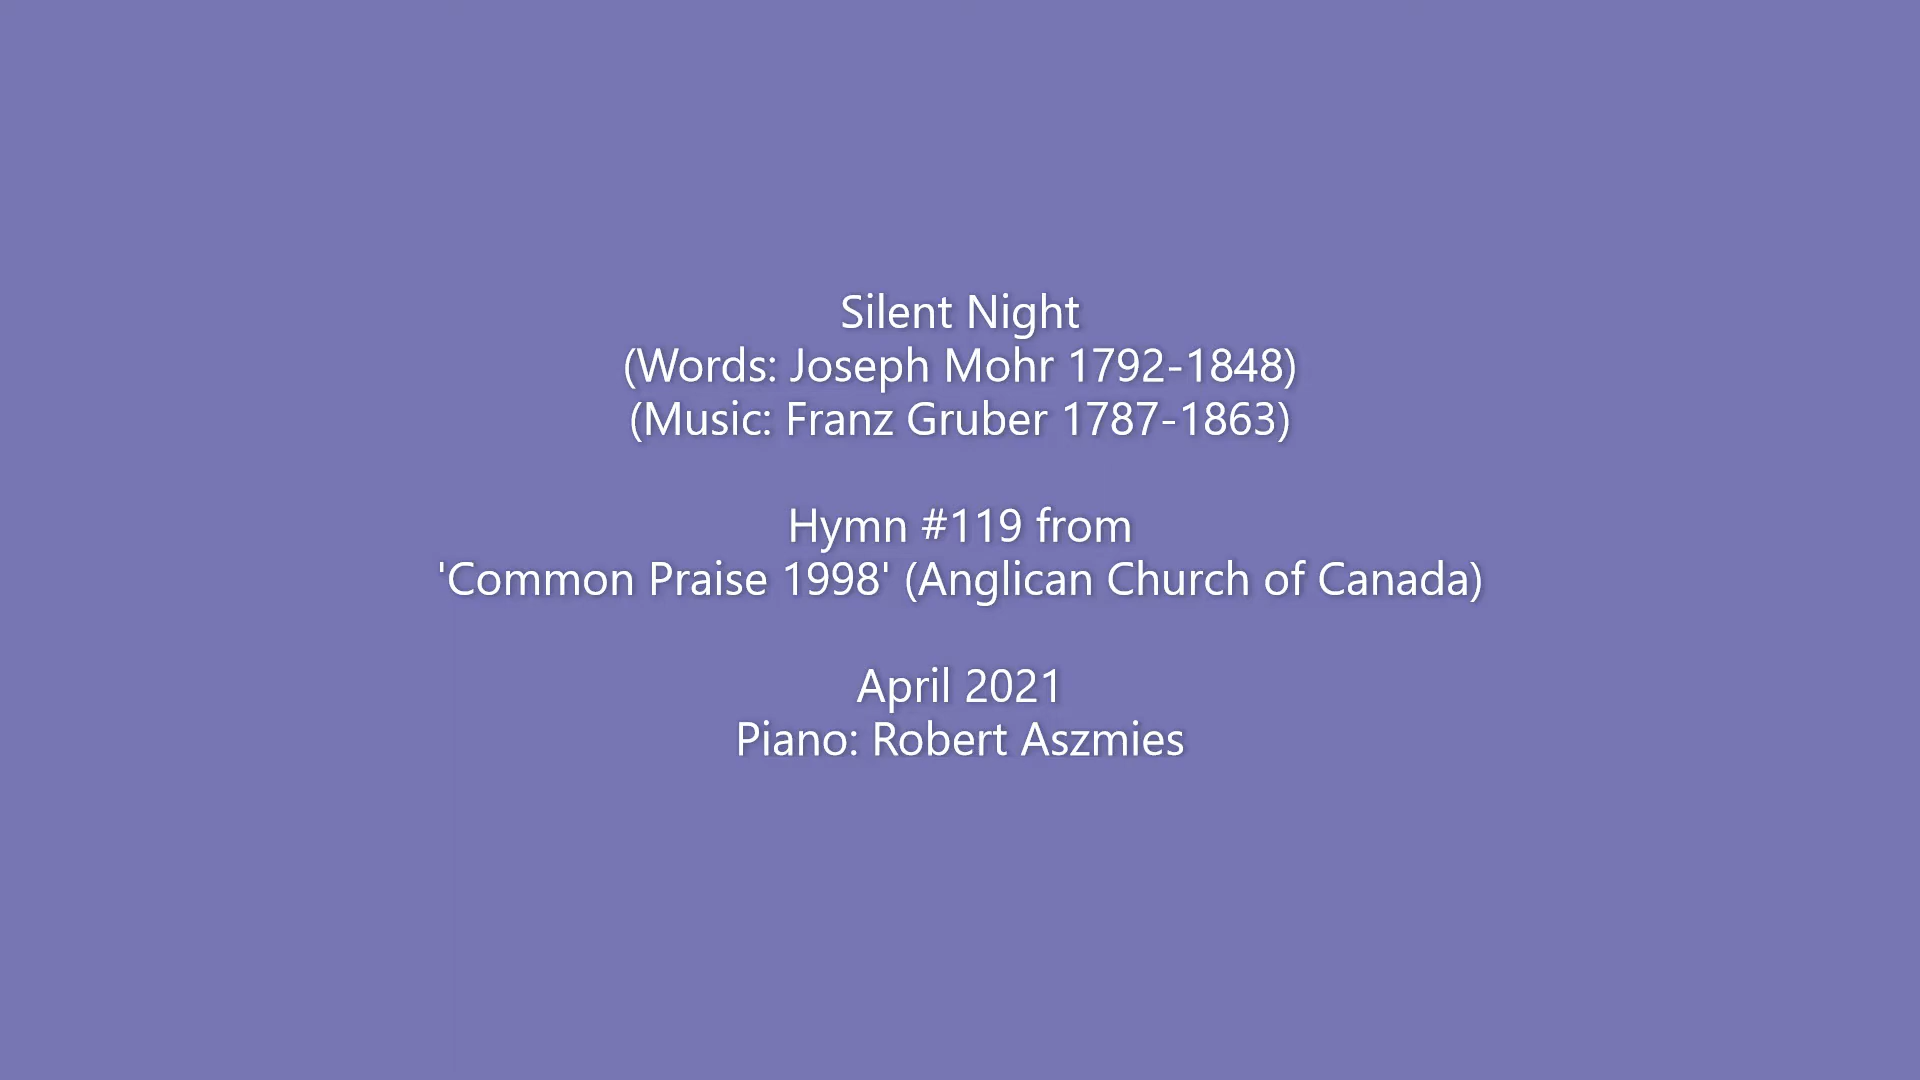 Silent Night
(Words: Joseph Mohr 1792-1848)
(Music: Franz Gruber 1787-1863)
Hymn #119 from
'Common Praise 1998' (Anglican Church of Canada)
April 2021
Piano: Robert Aszmies